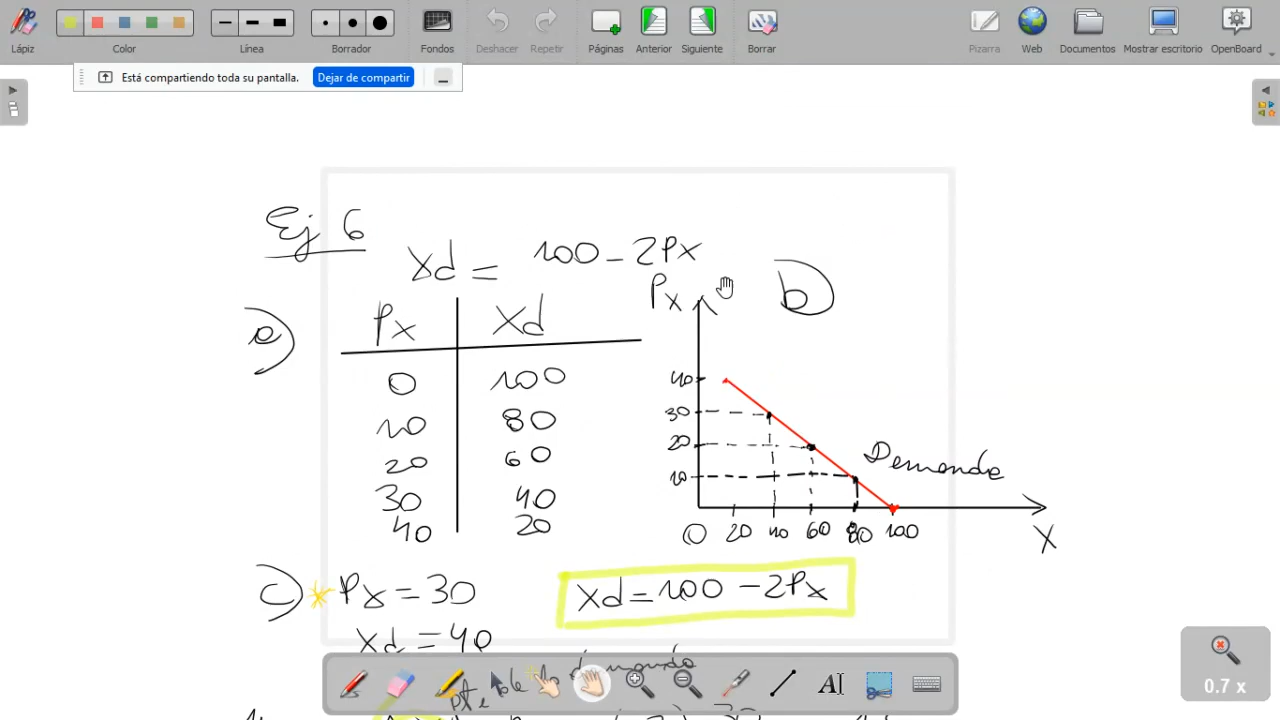 Lápiz Color Línea Borrador Fondos Deshacer Repetir Páginas Anterior Siguiente Borrar Pizarra Web Documentos Mostrar escritorio OpenBoard
Está compartiendo toda su pantalla. Dejar de compartir
Ej 6
Xd = 100 - 2Px
a)
Px Xd
0 100
10 80
20 60
30 40
40 20
b)
Px
40
30
20
10
Demanda
0 20 40 60 80 100
X
c) * Px = 30
Xd = 100 - 2Px
Xd = 40
demanda
0.7 x